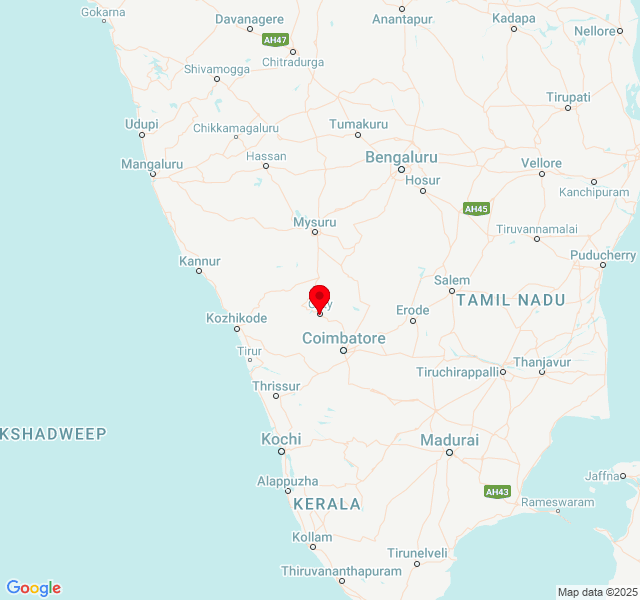 Gokarna
Davanagere
Anantapur
Kadapa
Nellore
AH47
Chitradurga
Shivamogga
Tirupati
Udupi
Chikkamagaluru
Tumakuru
Hassan
Bengaluru
Vellore
Mangaluru
Hosur
Kanchipuram
AH45
Mysuru
Tiruvannamalai
Kannur
Puducherry
Salem
TAMIL NADU
Kozhikode
Erode
Coimbatore
Tirur
Tiruchirappalli
Thanjavur
Thrissur
KSHADWEEP
Kochi
Madurai
Jaffna
Alappuzha
AH43
KERALA
Rameswaram
Kollam
Tirunelveli
Thiruvananthapuram
Google
Map data ©2025